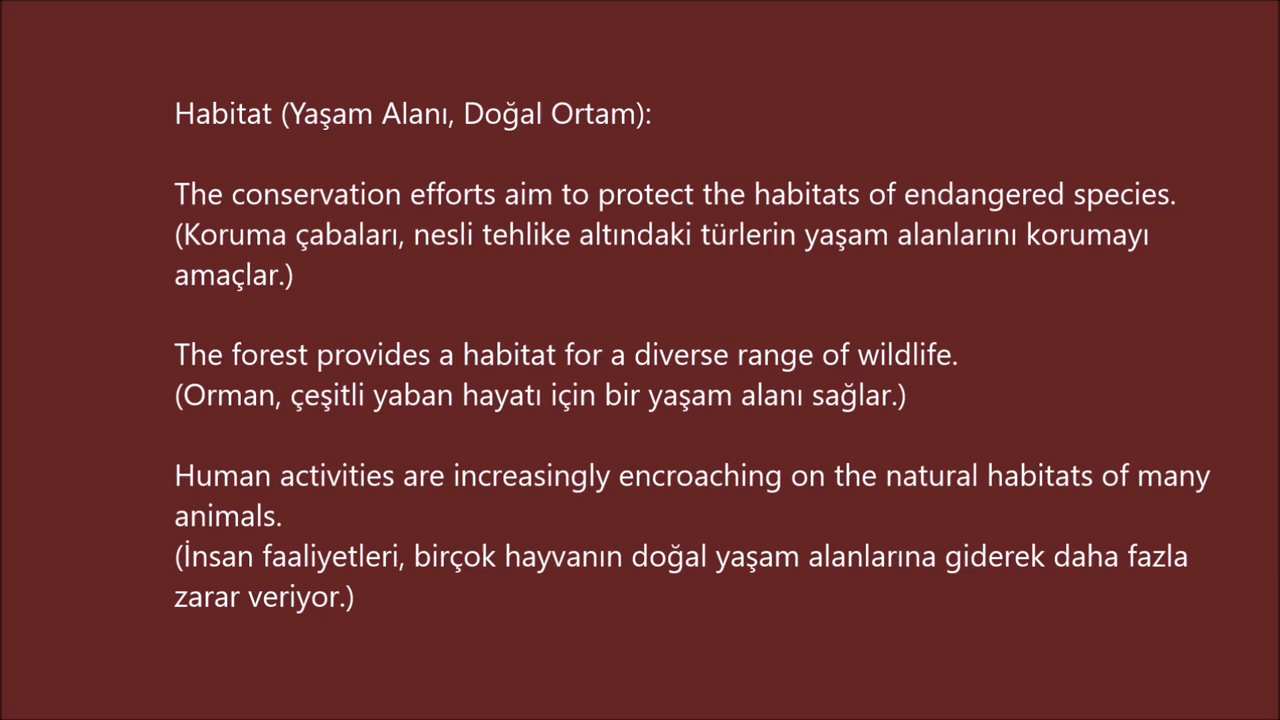 Habitat (Yaşam Alanı, Doğal Ortam):
The conservation efforts aim to protect the habitats of endangered species.
(Koruma çabaları, nesli tehlike altındaki türlerin yaşam alanlarını korumayı
amaçlar.)
The forest provides a habitat for a diverse range of wildlife.
(Orman, çeşitli yaban hayatı için bir yaşam alanı sağlar.)
Human activities are increasingly encroaching on the natural habitats of many
animals.
(İnsan faaliyetleri, birçok hayvanın doğal yaşam alanlarına giderek daha fazla
zarar veriyor.)